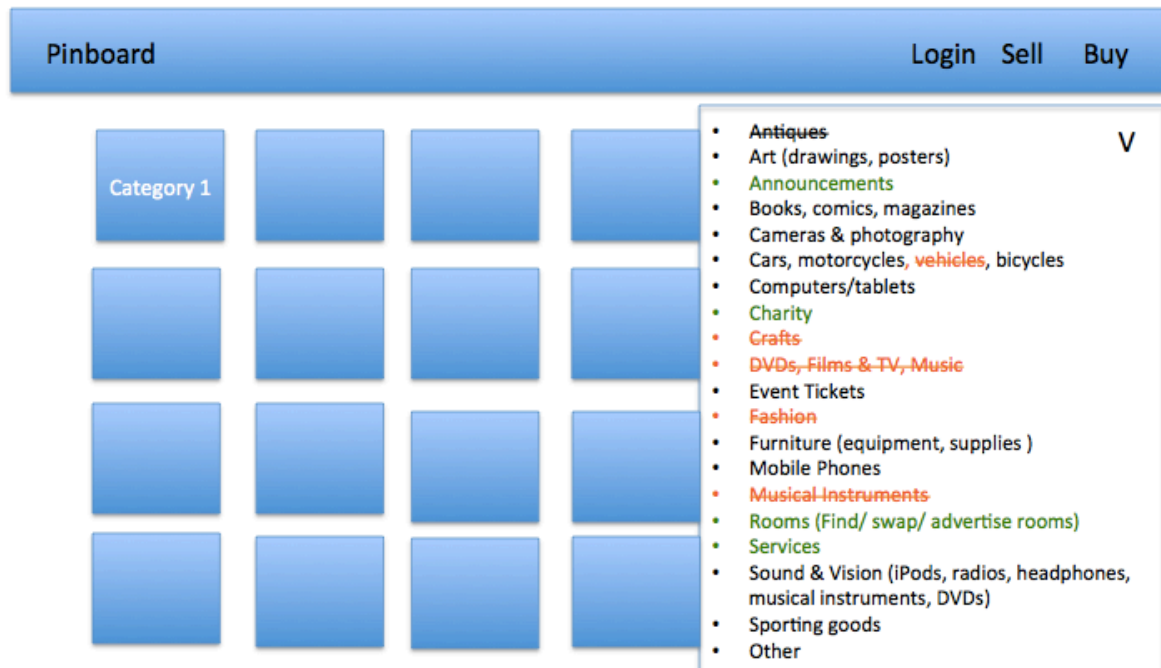 Pinboard Login Sell Buy
Category 1
V
• Antiques
• Art (drawings, posters)
• Announcements
• Books, comics, magazines
• Cameras & photography
• Cars, motorcycles, vehicles, bicycles
• Computers/tablets
• Charity
• Crafts
• DVDs, Films & TV, Music
• Event Tickets
• Fashion
• Furniture (equipment, supplies )
• Mobile Phones
• Musical Instruments
• Rooms (Find/ swap/ advertise rooms)
• Services
• Sound & Vision (iPods, radios, headphones,
musical instruments, DVDs)
• Sporting goods
• Other